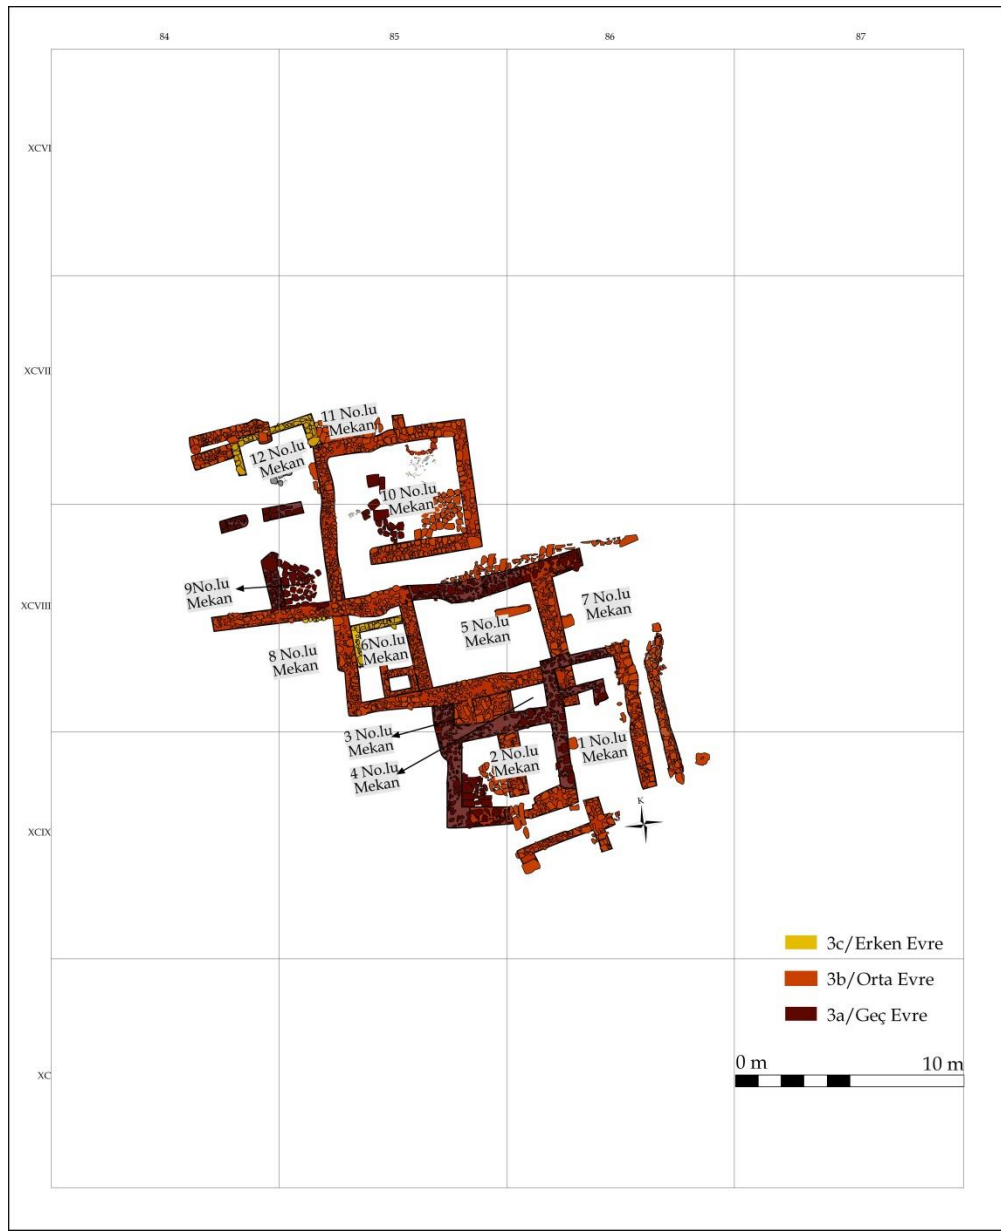 84
85
86
87
XCVI
XCVII
11 No.lu
Mekan
12 No.lu
Mekan
10 No.lu
Mekan
9No.lu
Mekan
XCVIII
7 No.lu
Mekan
5 No.lu
Mekan
6No.lu
Mekan
8 No.lu
Mekan
3 No.lu
Mekan
1 No.lu
Mekan
2 No.lu
Mekan
4 No.lu
Mekan
K
XCIX
3c/Erken Evre
3b/Orta Evre
3a/Geç Evre
0 m
10 m
XC